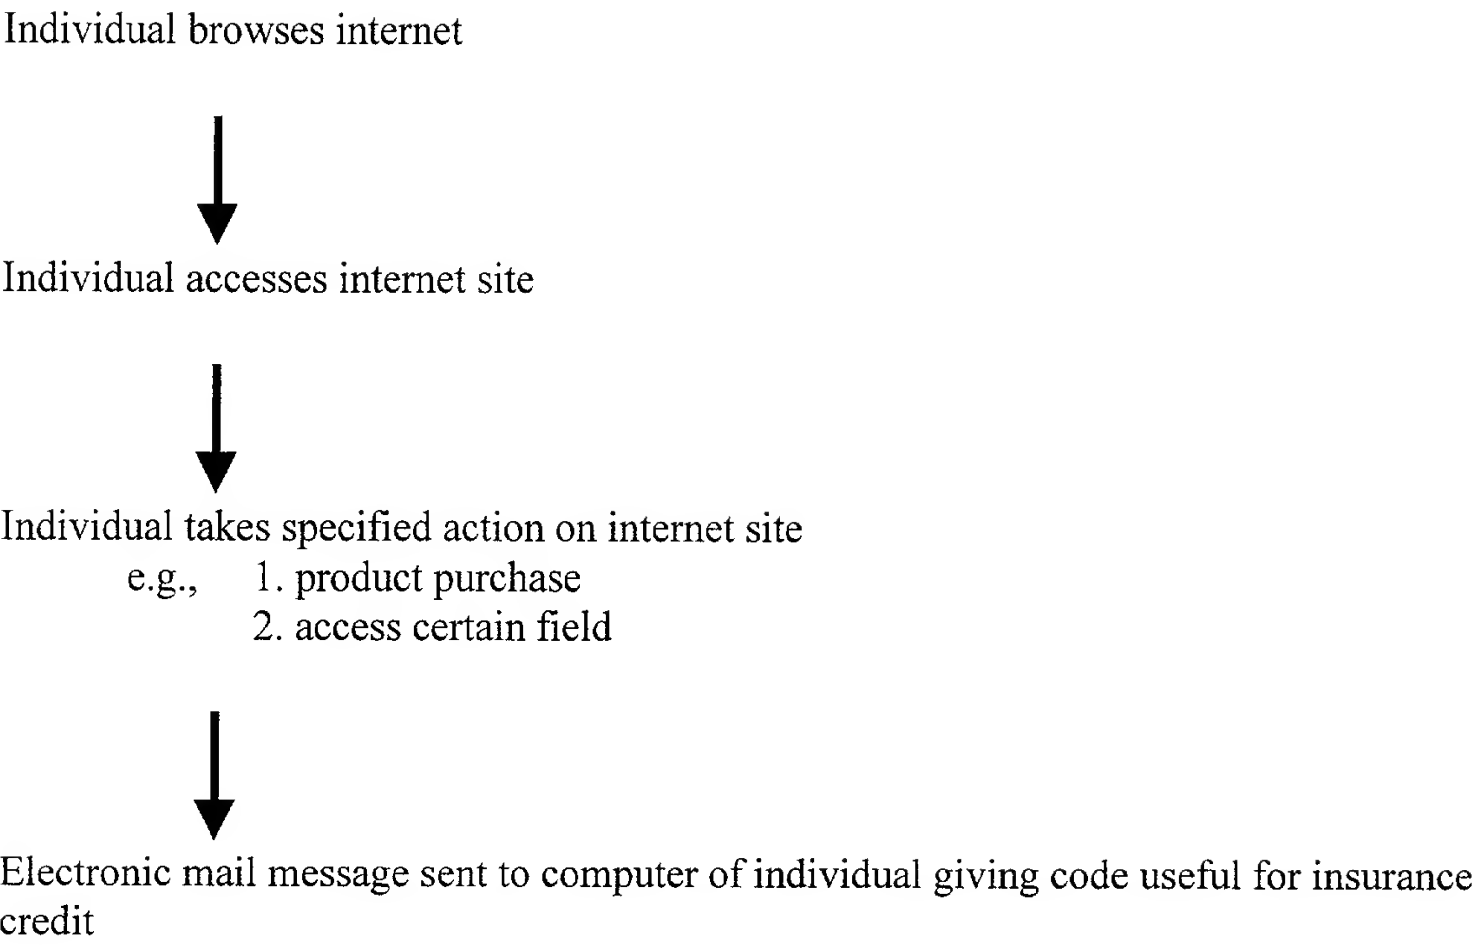 Individual browses internet
Individual accesses internet site
Individual takes specified action on internet site
e.g., 1. product purchase
2. access certain field
Electronic mail message sent to computer of individual giving code useful for insurance
credit